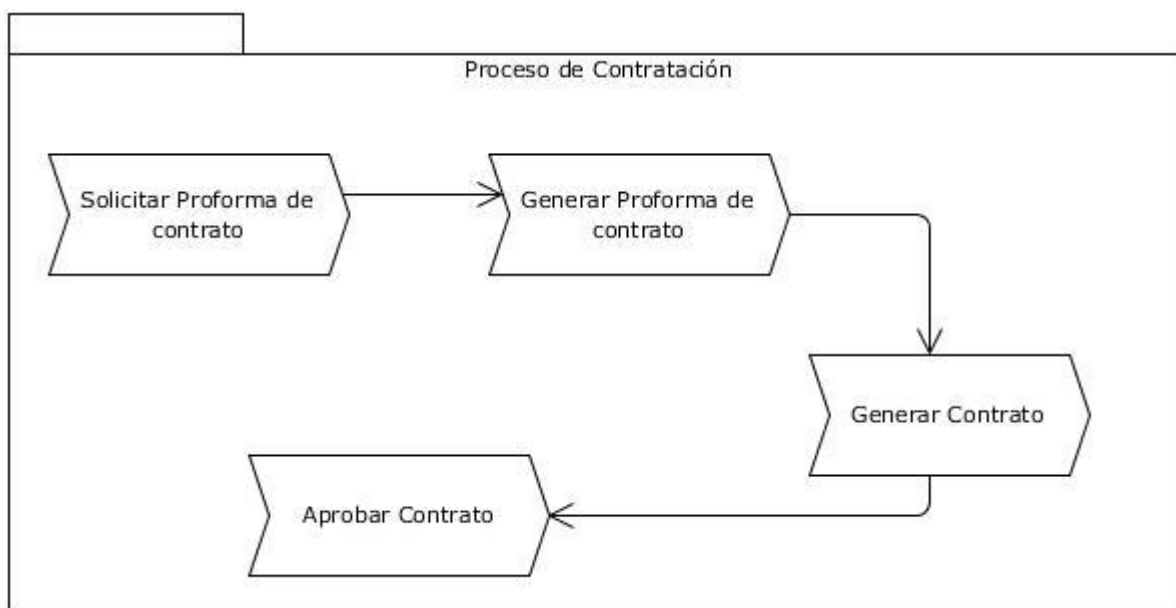 Proceso de Contratación
Solicitar Proforma de
contrato
Generar Proforma de
contrato
Generar Contrato
Aprobar Contrato